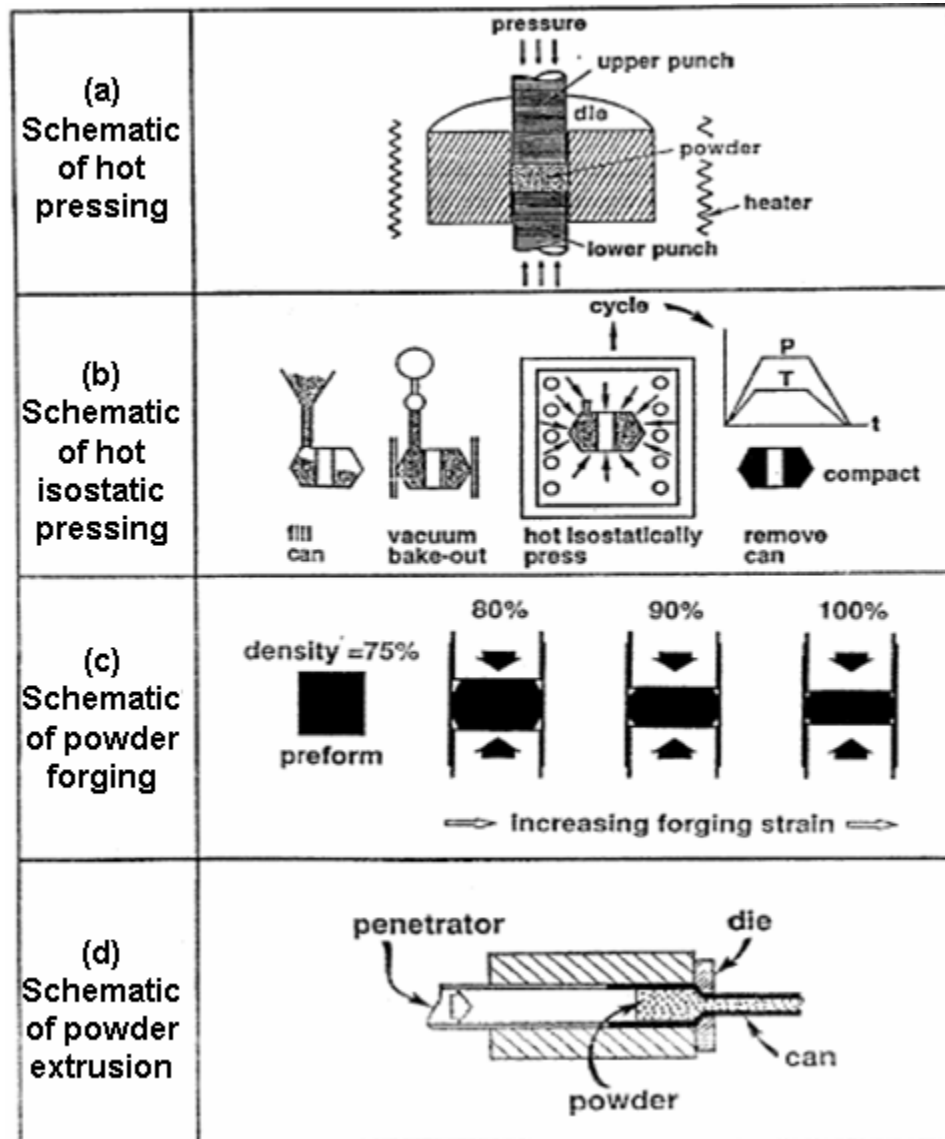 (a)
Schematic
of hot
pressing
pressure
upper punch
die
powder
heater
lower punch
(b)
Schematic
of hot
isostatic
pressing
cycle
P
T
t
compact
fill
can
vacuum
bake-out
hot isostatically
press
remove
can
(c)
Schematic
of powder
forging
80%
90%
100%
density =75%
preform
increasing forging strain
(d)
Schematic
of powder
extrusion
penetrator
die
can
powder